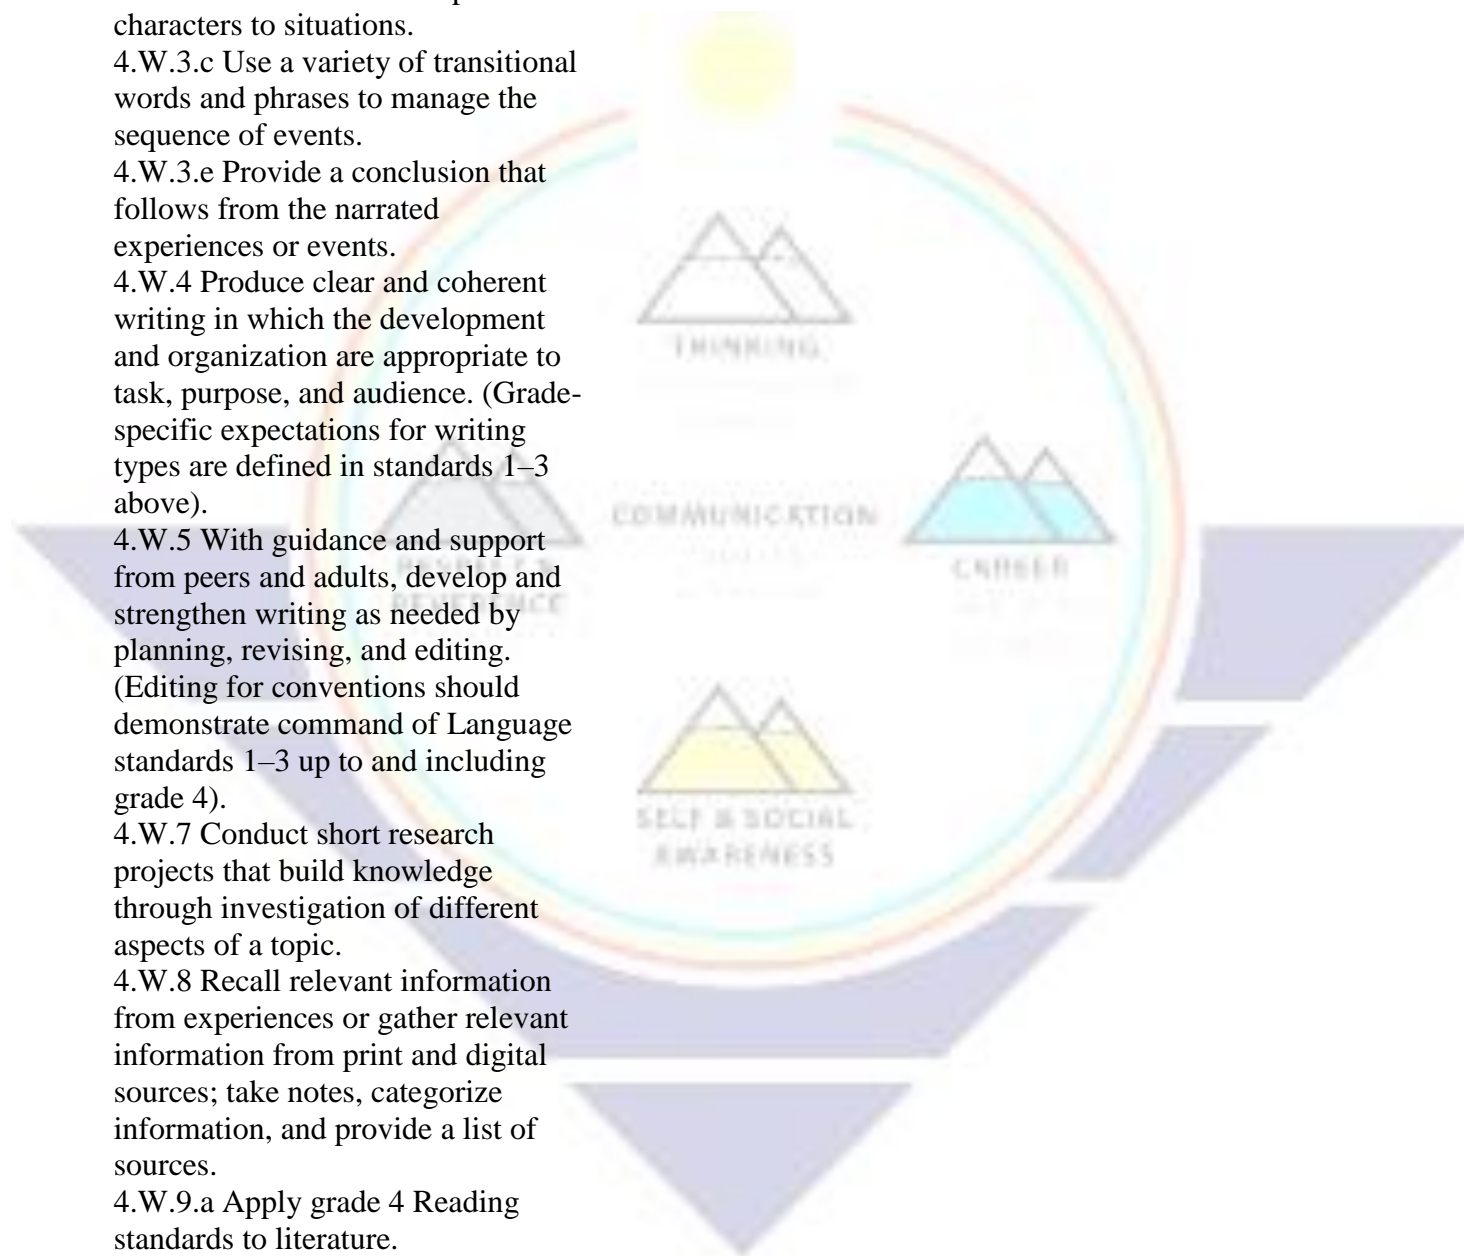 characters to situations.
4.W.3.c Use a variety of transitional
words and phrases to manage the
sequence of events.
4.W.3.e Provide a conclusion that
follows from the narrated
experiences or events.
4.W.4 Produce clear and coherent
writing in which the development
and organization are appropriate to
task, purpose, and audience. (Grade-
specific expectations for writing
types are defined in standards 1–3
above).
4.W.5 With guidance and support
from peers and adults, develop and
strengthen writing as needed by
planning, revising, and editing.
(Editing for conventions should
demonstrate command of Language
standards 1–3 up to and including
grade 4).
4.W.7 Conduct short research
projects that build knowledge
through investigation of different
aspects of a topic.
4.W.8 Recall relevant information
from experiences or gather relevant
information from print and digital
sources; take notes, categorize
information, and provide a list of
sources.
4.W.9.a Apply grade 4 Reading
standards to literature.
THINKING
COMMUNICATION
RESPECT &
REVERENCE
CAREER
SELF & SOCIAL
AWARENESS